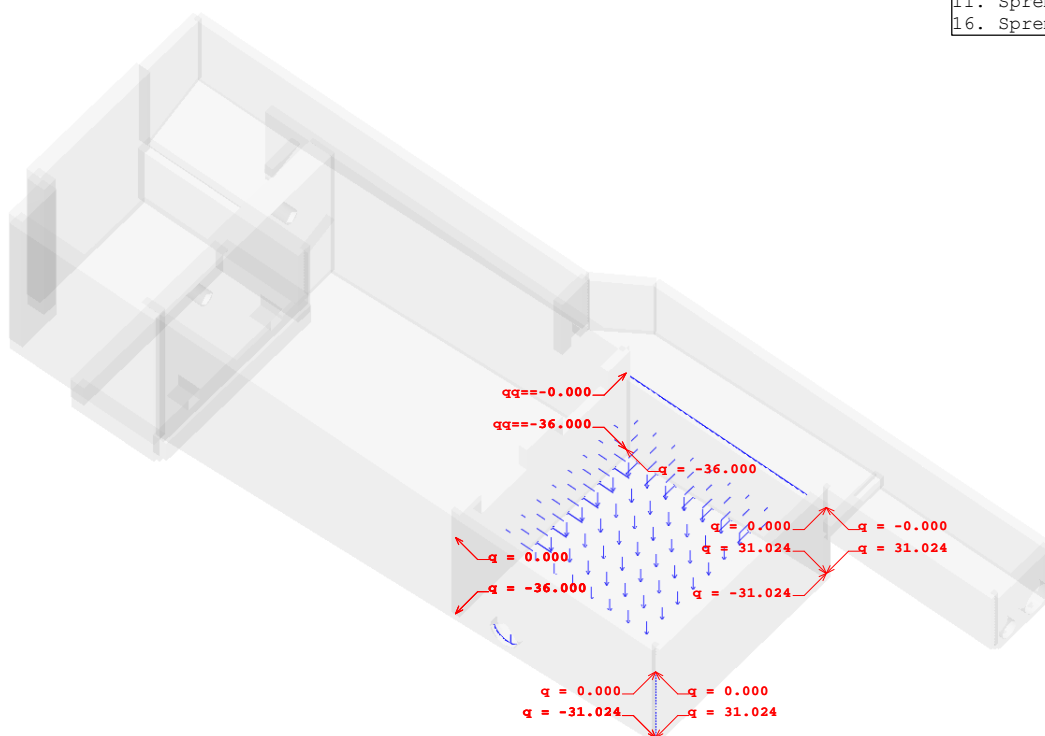 11. Spre
16. Spre
qq==-0.000
qq==-36.000
q = -36.000
q = 0.000
q = -0.000
q = 31.024
q = 31.024
q = 0.000
q = -36.000
q = -31.024
q = 0.000
q = 0.000
q = -31.024
q = 31.024